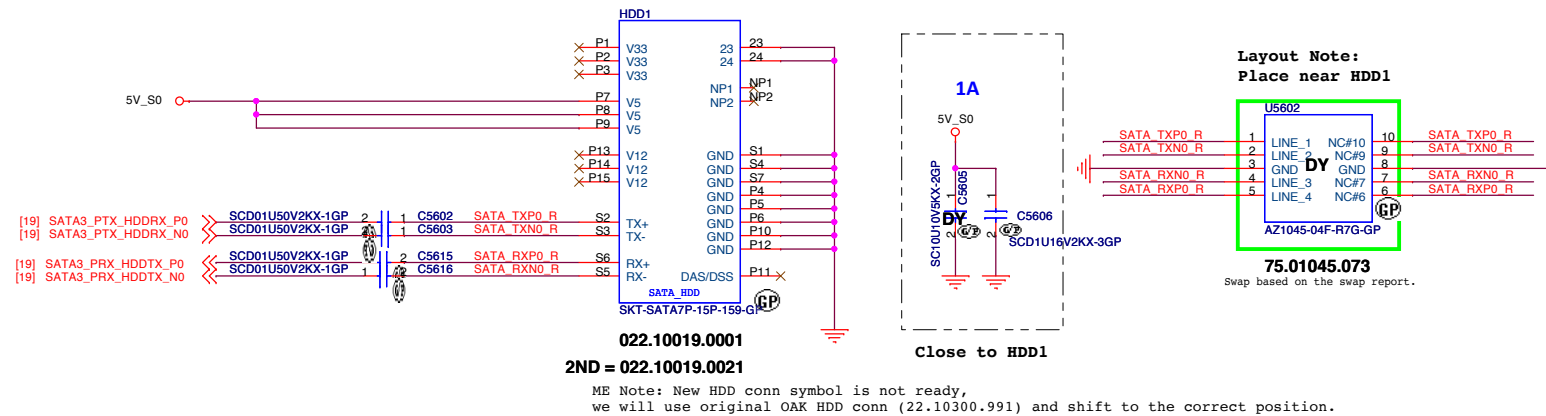 HDD1
P1 V33 23 23
P2 V33 24 24
P3 V33
NP1 NP1
NP2 NP2
5V_S0
P7 V5
P8 V5
P9 V5
P13 V12 GND S1
P14 V12 GND S4
P15 V12 GND S7
GND P4
GND P5
GND P6
GND P10
GND P12
[19] SATA3_PTX_HDDRX_P0 SCD01U50V2KX-1GP 2 1 C5602 SATA_TXP0_R S2 TX+
[19] SATA3_PTX_HDDRX_N0 SCD01U50V2KX-1GP 1 C5603 SATA_TXN0_R S3 TX-
[19] SATA3_PRX_HDDTX_P0 SCD01U50V2KX-1GP 2 C5615 SATA_RXP0_R S6 RX+
[19] SATA3_PRX_HDDTX_N0 SCD01U50V2KX-1GP 1 C5616 SATA_RXN0_R S5 RX-
DAS/DSS P11
SATA_HDD
GP
SKT-SATA7P-15P-159-GP
022.10019.0001
2ND = 022.10019.0021
ME Note: New HDD conn symbol is not ready,
we will use original OAK HDD conn (22.10300.991) and shift to the correct position.
1A
5V_S0
SC10U10V5KX-2GP
C5605
1
2
DY
GP
1
2
C5606
GP
SCD1U16V2KX-3GP
Close to HDD1
Layout Note:
Place near HDD1
U5602
SATA_TXP0_R 1 LINE_1 NC#10 10 SATA_TXP0_R
SATA_TXN0_R 2 LINE_2 NC#9 9 SATA_TXN0_R
3 GND DY GND 8
SATA_RXN0_R 4 LINE_3 NC#7 7 SATA_RXN0_R
SATA_RXP0_R 5 LINE_4 NC#6 6 SATA_RXP0_R
GP
AZ1045-04F-R7G-GP
75.01045.073
Swap based on the swap report.